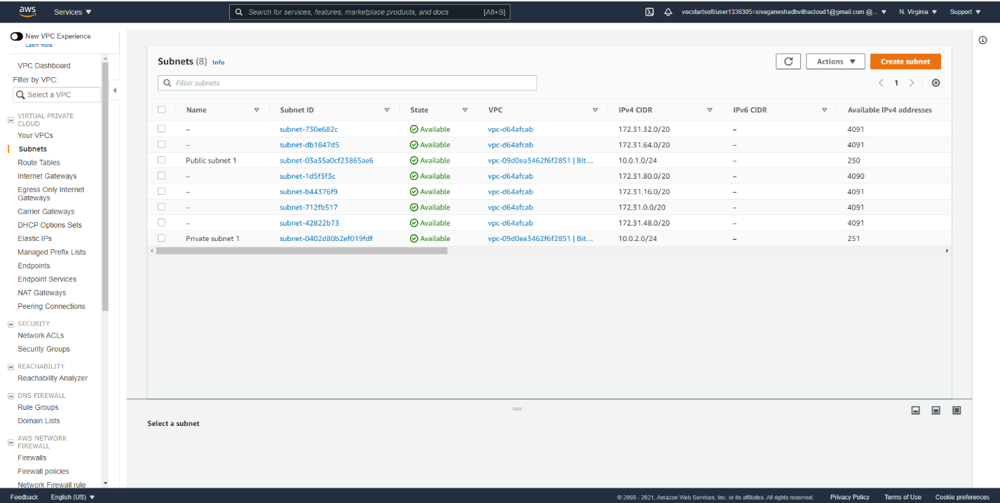 aws
Services
Search for services, features, marketplace products, and docs [Alt+S]
vocstartsoft/user1336305=sivaganeshadhvithacloud1@gmail.com @...
N. Virginia
Support
New VPC Experience
Learn more
VPC Dashboard
Filter by VPC:
Select a VPC
VIRTUAL PRIVATE
CLOUD
Your VPCs
Subnets
Route Tables
Internet Gateways
Egress Only Internet
Gateways
Carrier Gateways
DHCP Options Sets
Elastic IPs
Managed Prefix Lists
Endpoints
Endpoint Services
NAT Gateways
Peering Connections
SECURITY
Network ACLs
Security Groups
REACHABILITY
Reachability Analyzer
DNS FIREWALL
Rule Groups
Domain Lists
AWS NETWORK
FIREWALL
Firewalls
Firewall policies
Network Firewall rule
Subnets (8) Info
Actions
Create subnet
Filter subnets
1
Name Subnet ID State VPC IPv4 CIDR IPv6 CIDR Available IPv4 addresses
– subnet-730e682c Available vpc-d64afcab 172.31.32.0/20 – 4091
– subnet-db1847d5 Available vpc-d64afcab 172.31.64.0/20 – 4091
Public subnet 1 subnet-03a35a0cf23865ae6 Available vpc-09d0ea3462f6f2851 | Bit... 10.0.1.0/24 – 250
– subnet-1d5f3f3c Available vpc-d64afcab 172.31.80.0/20 – 4090
– subnet-b44376f9 Available vpc-d64afcab 172.31.16.0/20 – 4091
– subnet-712fb517 Available vpc-d64afcab 172.31.0.0/20 – 4091
– subnet-42822b73 Available vpc-d64afcab 172.31.48.0/20 – 4091
Private subnet 1 subnet-0402d80b2ef019fdf Available vpc-09d0ea3462f6f2851 | Bit... 10.0.2.0/24 – 251
Select a subnet
Feedback English (US)
© 2008 - 2021, Amazon Web Services, Inc. or its affiliates. All rights reserved. Privacy Policy Terms of Use Cookie preferences